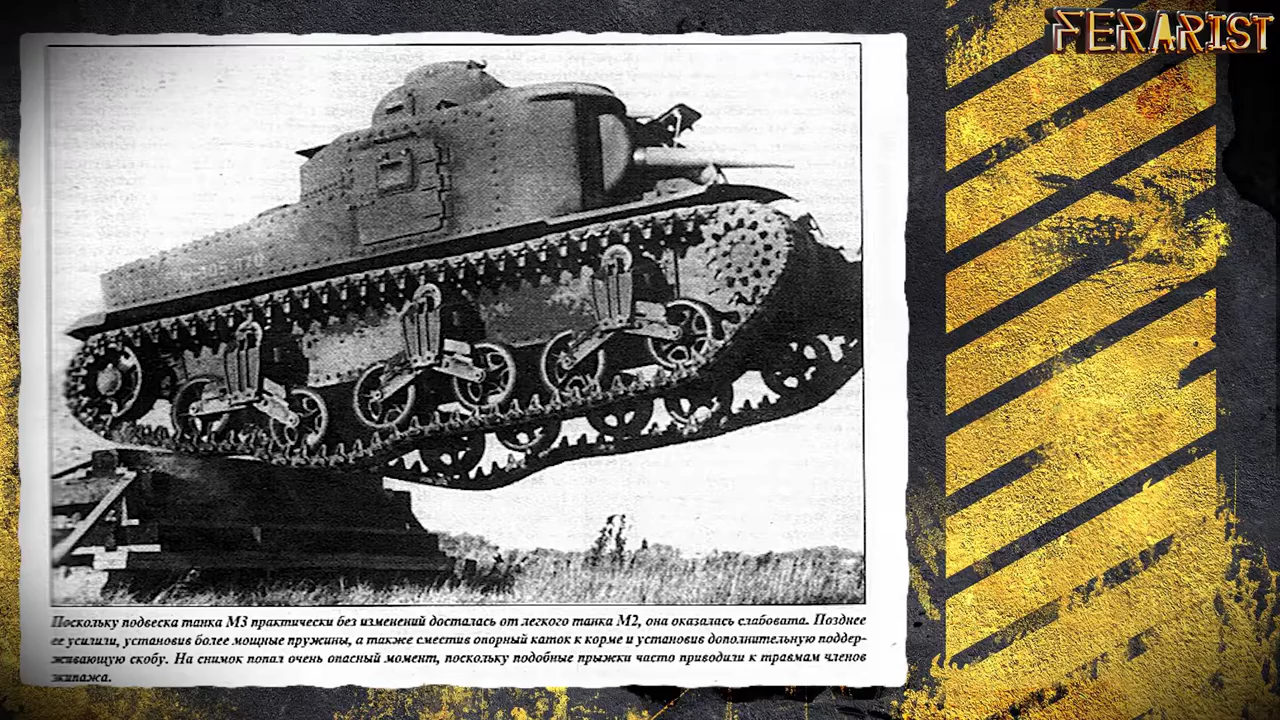 FERARIST
Поскольку подвеска танка М3 практически без изменений досталась от легкого танка М2, она оказалась слабовата. Позднее
ее усилили, установив более мощные пружины, а также сместив опорный каток к корме и установив дополнительную поддер-
живающую скобу. На снимок попал очень опасный момент, поскольку подобные прыжки часто приводили к травмам членов
экипажа.